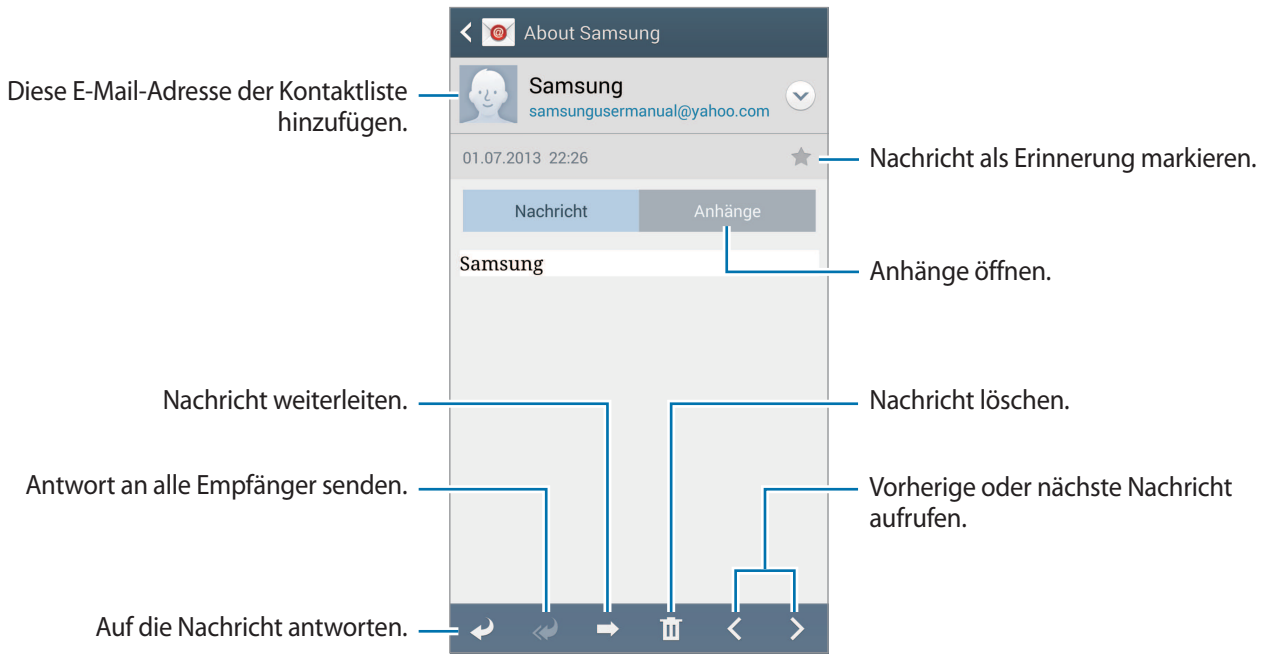 About Samsung
Diese E-Mail-Adresse der Kontaktliste
hinzufügen.
Samsung
samsungusermanual@yahoo.com
01.07.2013 22:26
Nachricht als Erinnerung markieren.
Nachricht
Anhänge
Samsung
Anhänge öffnen.
Nachricht weiterleiten.
Nachricht löschen.
Antwort an alle Empfänger senden.
Vorherige oder nächste Nachricht
aufrufen.
Auf die Nachricht antworten.